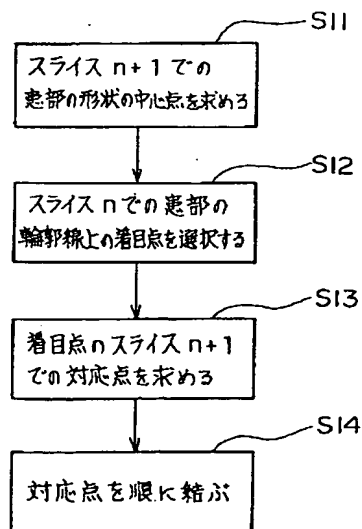 S11
スライス n+1 での
患部の形状の中心点を求める
S12
スライス n での患部の
輪郭線上の着目点を選択する
S13
着目点nスライス n+1
での対応点を求める
S14
対応点を順に結ぶ